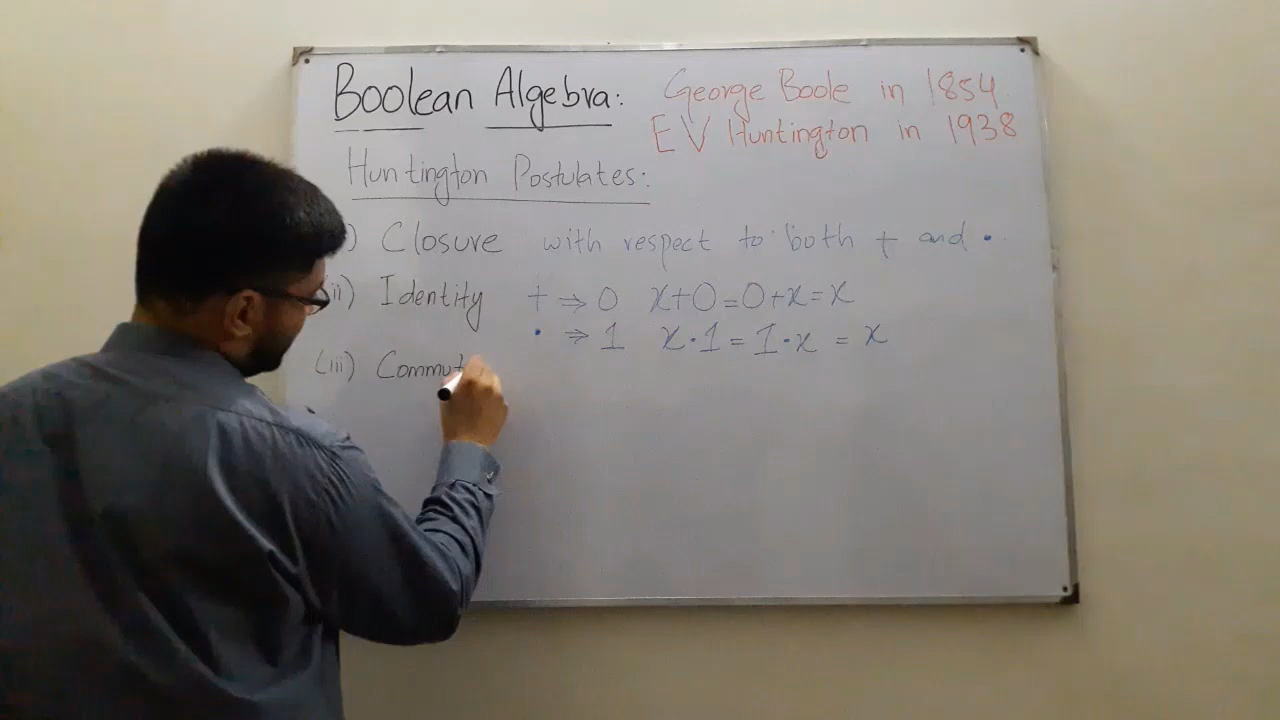 Boolean Algebra:
George Boole in 1854.
EV Huntington in 1938
Huntington Postulates:
) Closure with respect to both + and •
ii) Identity + ⇒ 0 x+0=0+x=x
• ⇒ 1 x•1=1•x=x
(iii) Commut